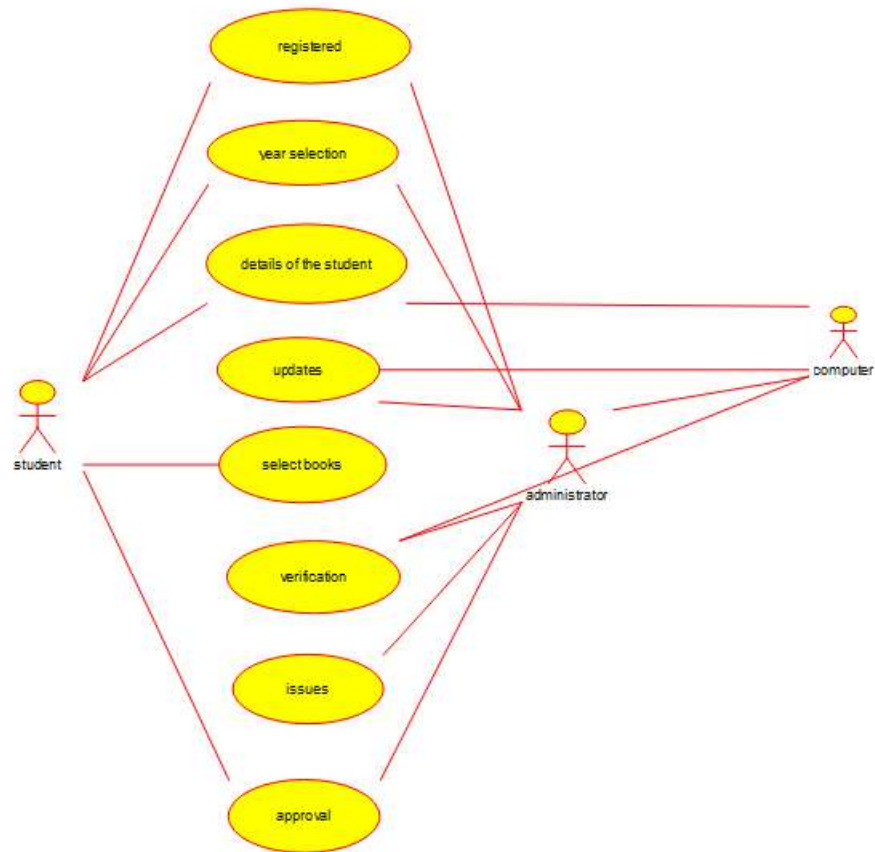 registered
year selection
details of the student
computer
updates
student
select books
administrator
verification
issues
approval